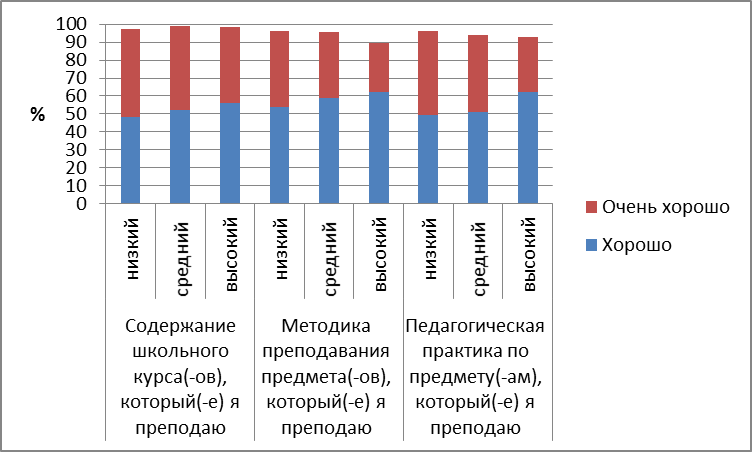 100
90
80
70
60
50
40
30
20
10
0
%
низкий
средний
высокий
низкий
средний
высокий
низкий
средний
высокий
Содержание
школьного
курса(-ов),
который(-е) я
преподаю
Методика
преподавания
предмета(-ов),
который(-е) я
преподаю
Педагогическая
практика по
предмету(-ам),
который(-е) я
преподаю
Очень хорошо
Хорошо